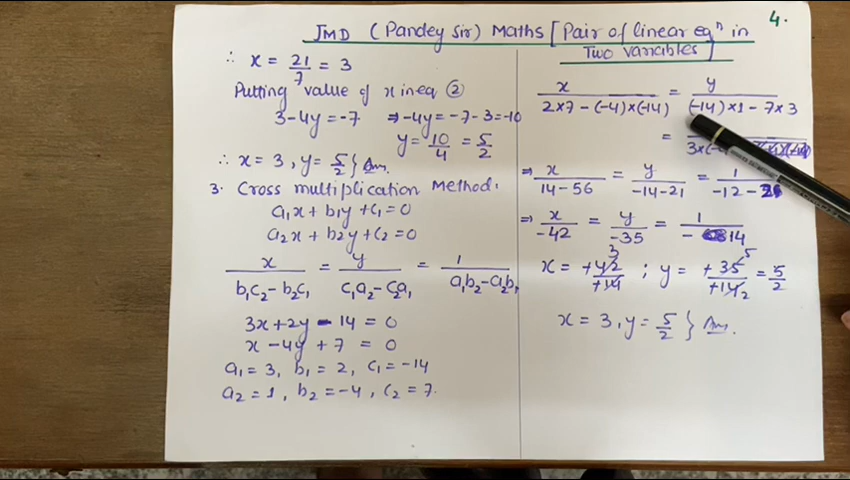 4.
JMD (Pandey Sir) Maths [Pair of linear eqⁿ in
Two variables]
∴ x = 21/7 = 3
Putting value of x in eq ②
3-4y = -7 ⇒ -4y = -7-3 = -10
y = 10/4 = 5/2
∴ x = 3, y = 5/2 } Ans.
3. Cross multiplication Method.
a₁x + b₁y + c₁ = 0
a₂x + b₂y + c₂ = 0
x/(b₁c₂-b₂c₁) = y/(c₁a₂-c₂a₁) = 1/(a₁b₂-a₂b₁)
3x+2y-14 = 0
x-4y+7 = 0
a₁ = 3, b₁ = 2, c₁ = -14
a₂ = 1, b₂ = -4, c₂ = 7.
x/(2×7-(-4)×(-14)) = y/((-14)×1-7×3)
= 3×(-
⇒ x/(14-56) = y/(-14-21) = 1/(-12-2)
⇒ x/-42 = y/-35 = 1/-14
x = +42/+14 3 ; y = +35/+14 5 2 = 5/2
x = 3, y = 5/2 } Ans.